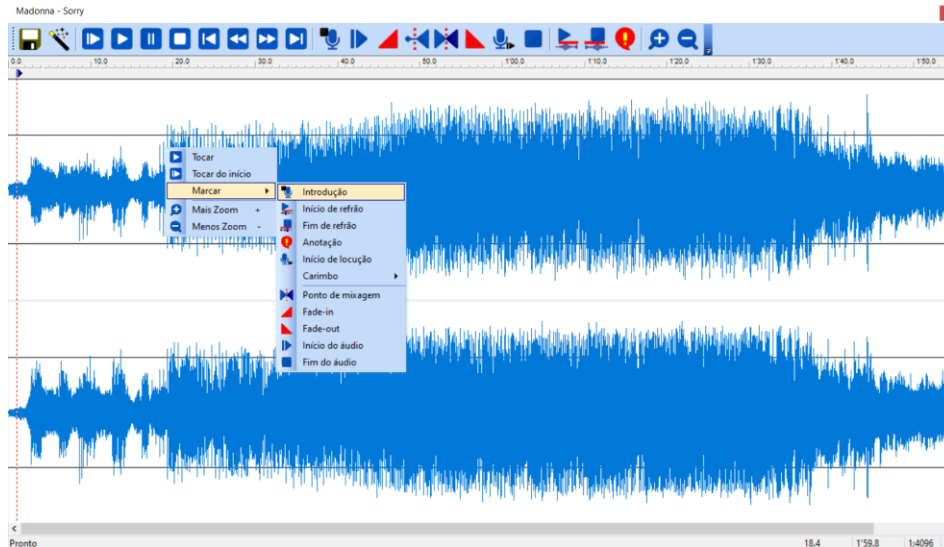 Madonna - Sorry
0.0 10.0 20.0 30.0 40.0 50.0 1'00.0 1'10.0 1'20.0 1'30.0 1'40.0 1'50.0
Tocar
Tocar do início
Marcar
Mais Zoom +
Menos Zoom -
Introdução
Início de refrão
Fim de refrão
Anotação
Início de locução
Carimbo
Ponto de mixagem
Fade-in
Fade-out
Início do áudio
Fim do áudio
Pronto 18.4 1'59.8 1:4096